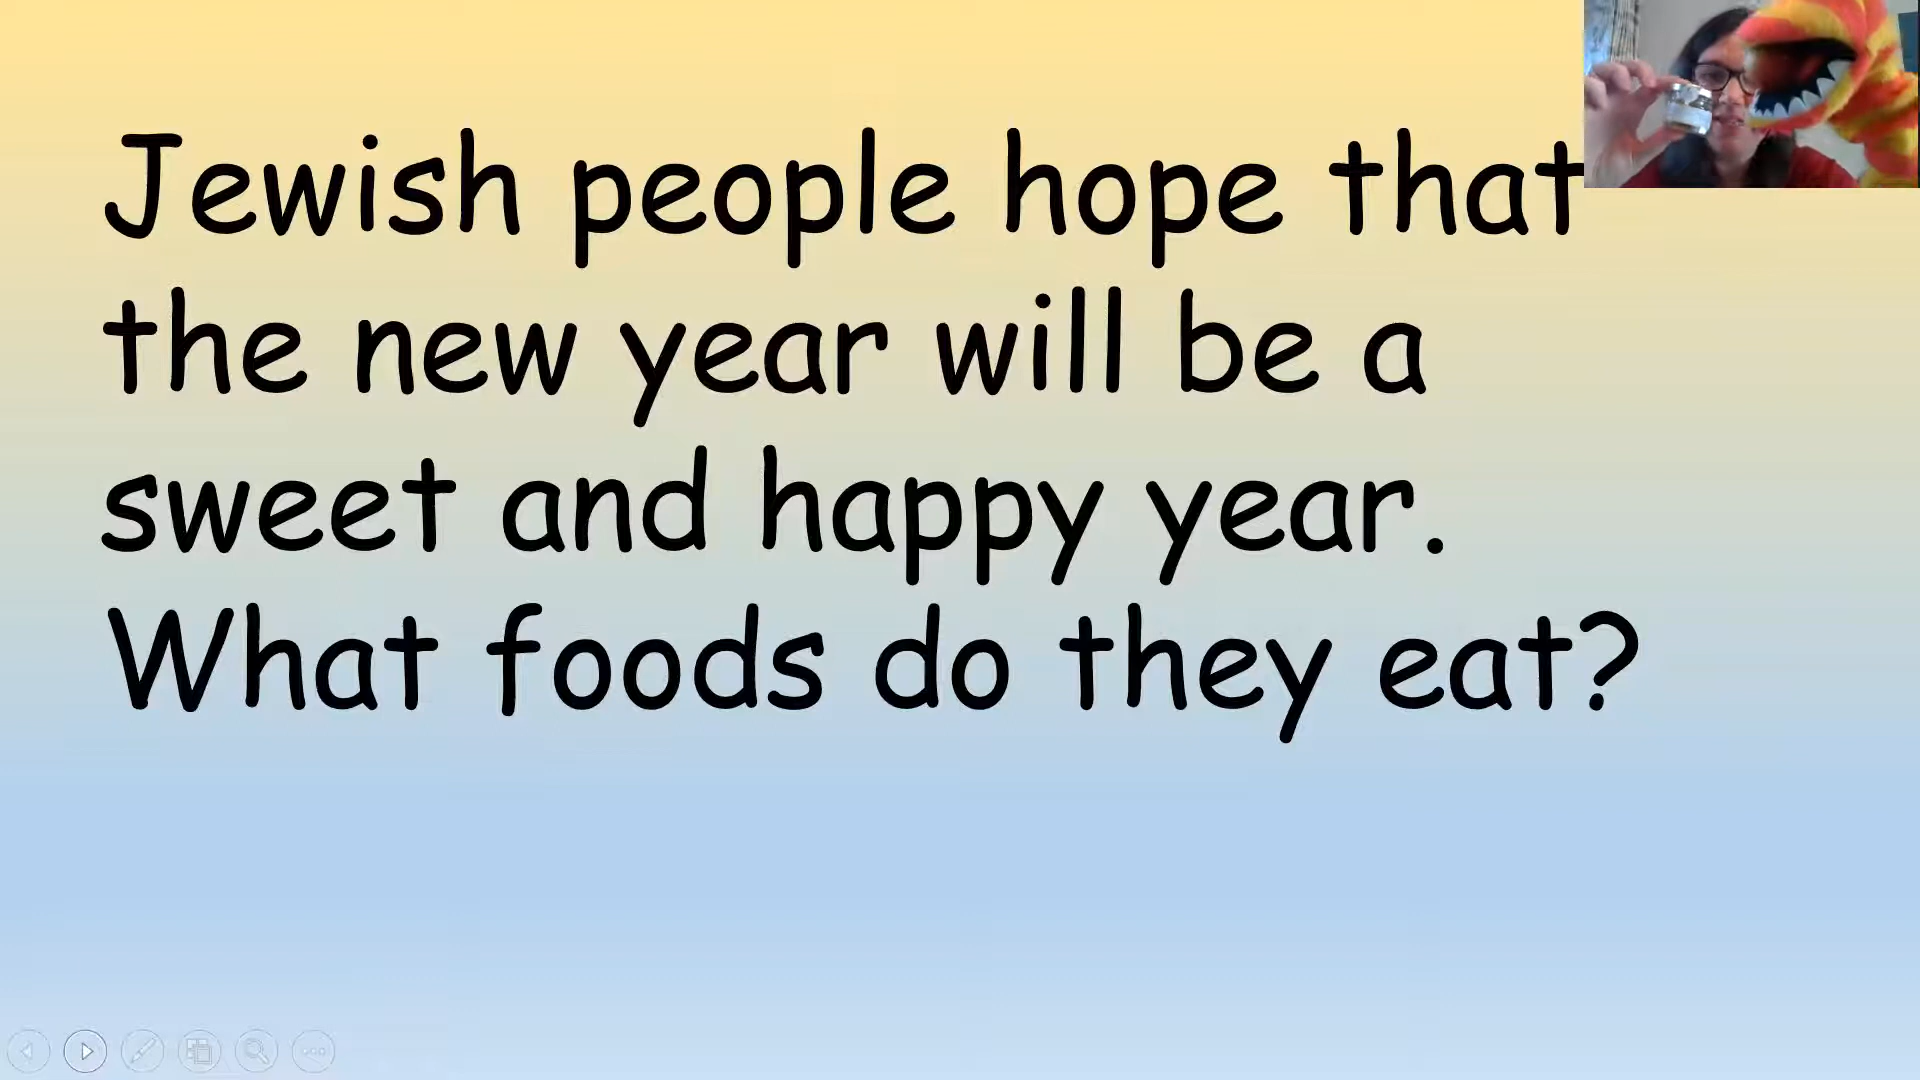 Jewish people hope that
the new year will be a
sweet and happy year.
What foods do they eat?